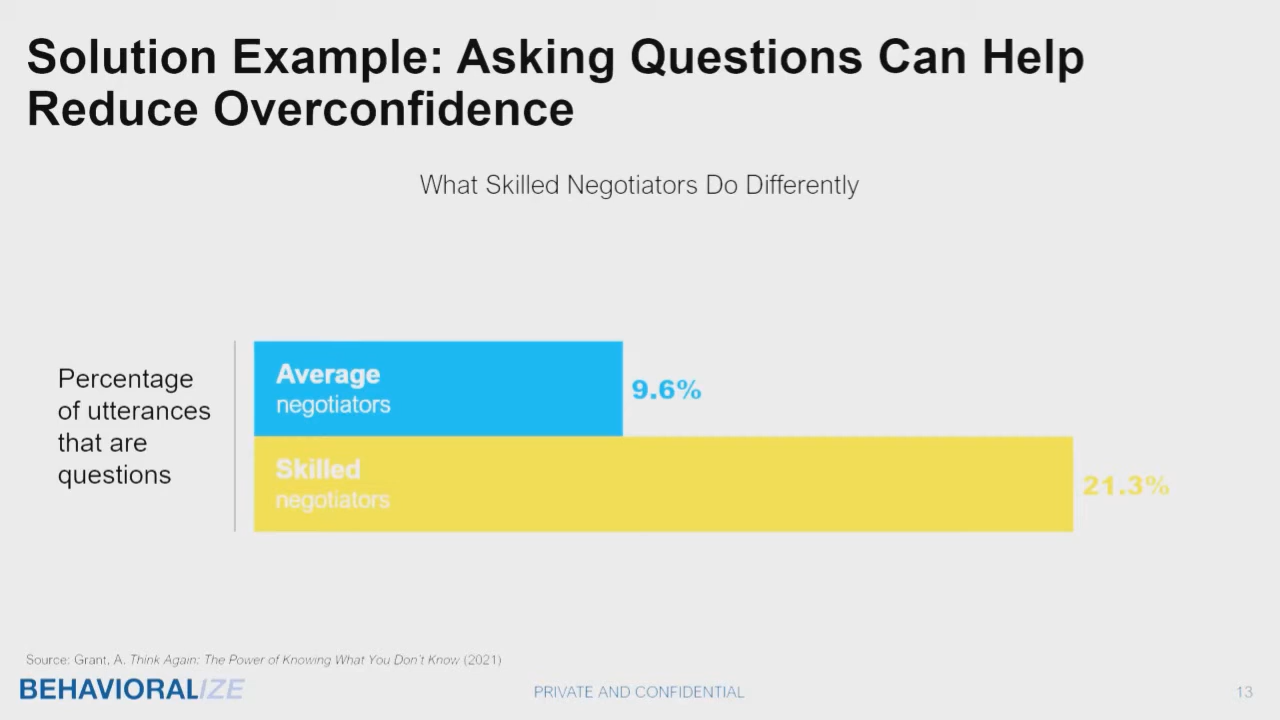 Solution Example: Asking Questions Can Help
Reduce Overconfidence
What Skilled Negotiators Do Differently
Percentage
of utterances
that are
questions
Average
negotiators
9.6%
Skilled
negotiators
21.3%
Source: Grant, A. Think Again: The Power of Knowing What You Don't Know (2021)
BEHAVIORALIZE
PRIVATE AND CONFIDENTIAL
13